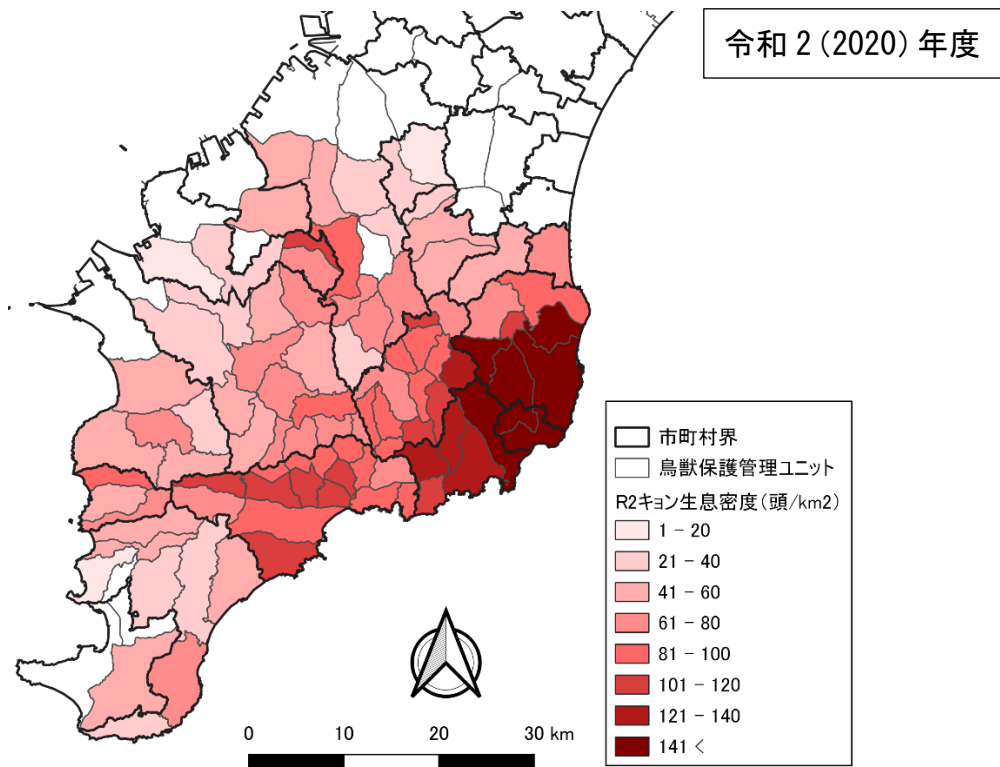 令和２(2020)年度
市町村界
鳥獣保護管理ユニット
R2キョン生息密度(頭/km2)
1 - 20
21 - 40
41 - 60
61 - 80
81 - 100
101 - 120
121 - 140
141 <
0 10 20 30 km